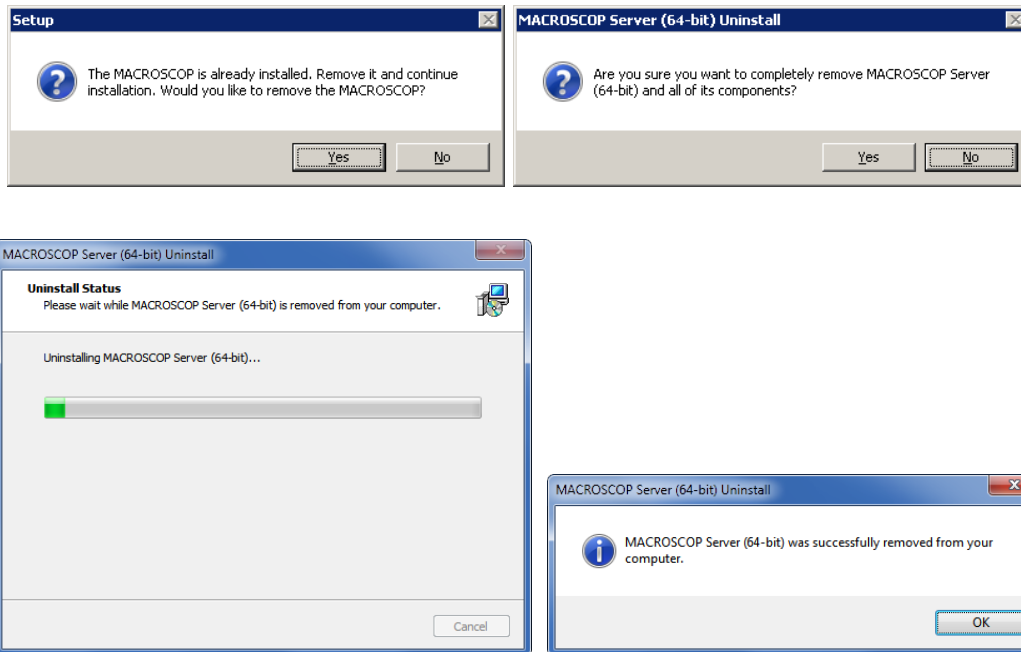 Setup
The MACROSCOP is already installed. Remove it and continue
installation. Would you like to remove the MACROSCOP?
Yes
No
MACROSCOP Server (64-bit) Uninstall
Are you sure you want to completely remove MACROSCOP Server
(64-bit) and all of its components?
Yes
No
MACROSCOP Server (64-bit) Uninstall
Uninstall Status
Please wait while MACROSCOP Server (64-bit) is removed from your computer.
Uninstalling MACROSCOP Server (64-bit)...
Cancel
MACROSCOP Server (64-bit) Uninstall
MACROSCOP Server (64-bit) was successfully removed from your
computer.
OK